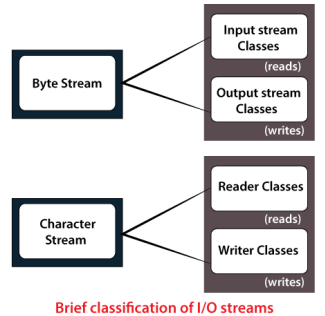 Byte Stream
Input stream
Classes
(reads)
Output stream
Classes
(writes)
Character
Stream
Reader Classes
(reads)
Writer Classes
(writes)
Brief classification of I/O streams